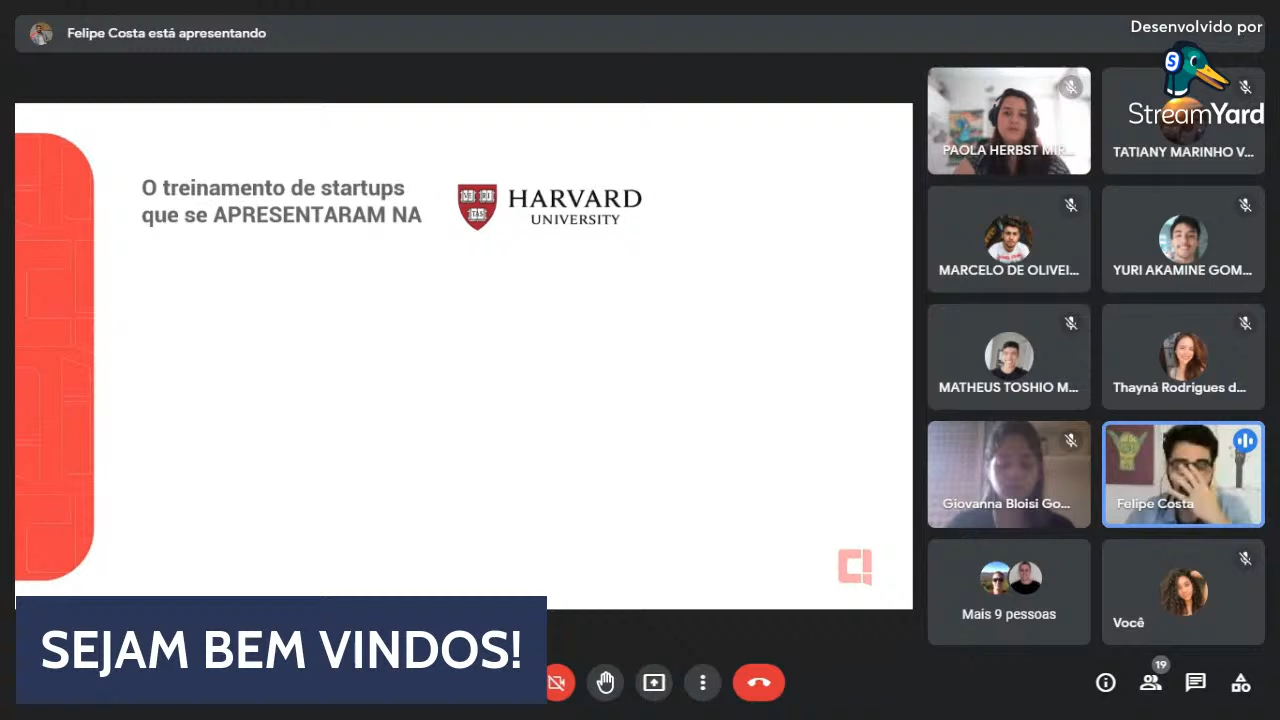 Felipe Costa está apresentando
Desenvolvido por
StreamYard
O treinamento de startups
que se APRESENTARAM NA
HARVARD
UNIVERSITY
PAOLA HERBST MIR...
TATIANY MARINHO V...
MARCELO DE OLIVEI...
YURI AKAMINE GOM...
MATHEUS TOSHIO M...
Thayná Rodrigues d...
Giovanna Bloisi Go...
Felipe Costa
Mais 9 pessoas
Você
SEJAM BEM VINDOS!
19